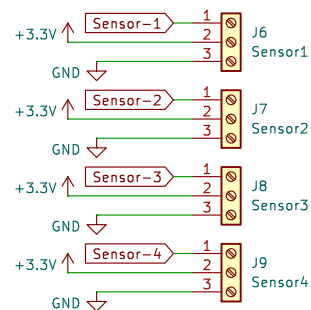 Sensor-1 1 J6
+3.3V 2 Sensor1
GND 3
Sensor-2 1 J7
+3.3V 2 Sensor2
GND 3
Sensor-3 1 J8
+3.3V 2 Sensor3
GND 3
Sensor-4 1 J9
+3.3V 2 Sensor4
GND 3